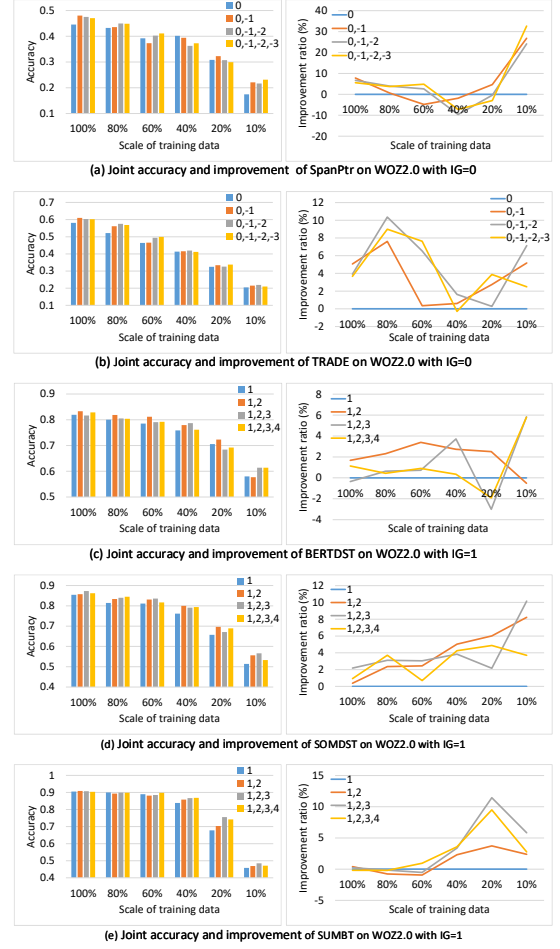 0.5
0.4
0.3
0.2
0.1
Accuracy
0
0,-1
0,-1,-2
0,-1,-2,-3
100% 80% 60% 40% 20% 10%
Scale of training data
40
30
20
10
0
-10
-20
Improvement ratio (%)
0
0,-1
0,-1,-2
0,-1,-2,-3
100% 80% 60% 40% 20% 10%
Scale of training data
(a) Joint accuracy and improvement of SpanPtr on WOZ2.0 with IG=0
0.7
0.6
0.5
0.4
0.3
0.2
0.1
Accuracy
0
0,-1
0,-1,-2
0,-1,-2,-3
100% 80% 60% 40% 20% 10%
Scale of training data
12
10
8
6
4
2
0
-2
Improvement ratio (%)
0
0,-1
0,-1,-2
0,-1,-2,-3
100% 80% 60% 40% 20% 10%
Scale of training data
(b) Joint accuracy and improvement of TRADE on WOZ2.0 with IG=0
0.9
0.8
0.7
0.6
0.5
Accuracy
1
1,2
1,2,3
1,2,3,4
100% 80% 60% 40% 20% 10%
Scale of training data
8
6
4
2
0
-2
-4
Improvement ratio (%)
1
1,2
1,2,3
1,2,3,4
100% 80% 60% 40% 20% 10%
Scale of training data
(c) Joint accuracy and improvement of BERTDST on WOZ2.0 with IG=1
0.9
0.8
0.7
0.6
0.5
0.4
Accuracy
1
1,2
1,2,3
1,2,3,4
100% 80% 60% 40% 20% 10%
Scale of training data
12
10
8
6
4
2
0
Improvement ratio (%)
1
1,2
1,2,3
1,2,3,4
100% 80% 60% 40% 20% 10%
Scale of training data
(d) Joint accuracy and improvement of SOMDST on WOZ2.0 with IG=1
1
0.9
0.8
0.7
0.6
0.5
0.4
Accuracy
1
1,2
1,2,3
1,2,3,4
100% 80% 60% 40% 20% 10%
Scale of training data
15
10
5
0
-5
Improvement ratio (%)
1
1,2
1,2,3
1,2,3,4
100% 80% 60% 40% 20% 10%
Scale of training data
(e) Joint accuracy and improvement of SUMBT on WOZ2.0 with IG=1